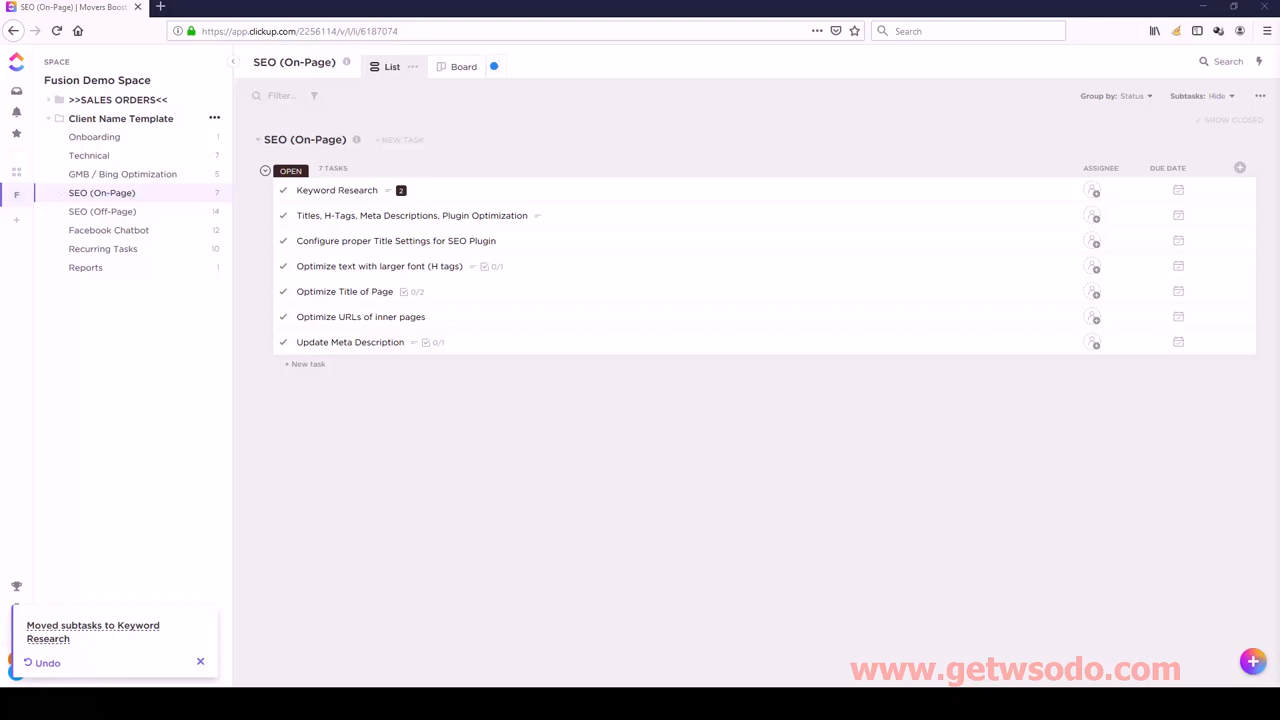 SEO (On-Page) | Movers Boost
https://app.clickup.com/2256114/v/l/li/6187074
Search
SPACE
Fusion Demo Space
>>SALES ORDERS<<
Client Name Template
Onboarding 1
Technical 7
GMB / Bing Optimization 5
SEO (On-Page) 7
SEO (Off-Page) 14
Facebook Chatbot 12
Recurring Tasks 10
Reports 1
F
SEO (On-Page)
List
Board
Search
Filter...
Group by: Status
Subtasks: Hide
SHOW CLOSED
SEO (On-Page) + NEW TASK
OPEN 7 TASKS ASSIGNEE DUE DATE
Keyword Research 2
Titles, H-Tags, Meta Descriptions, Plugin Optimization
Configure proper Title Settings for SEO Plugin
Optimize text with larger font (H tags) 0/1
Optimize Title of Page 0/2
Optimize URLs of inner pages
Update Meta Description 0/1
+ New task
Moved subtasks to Keyword
Research
Undo
www.getwsodo.com